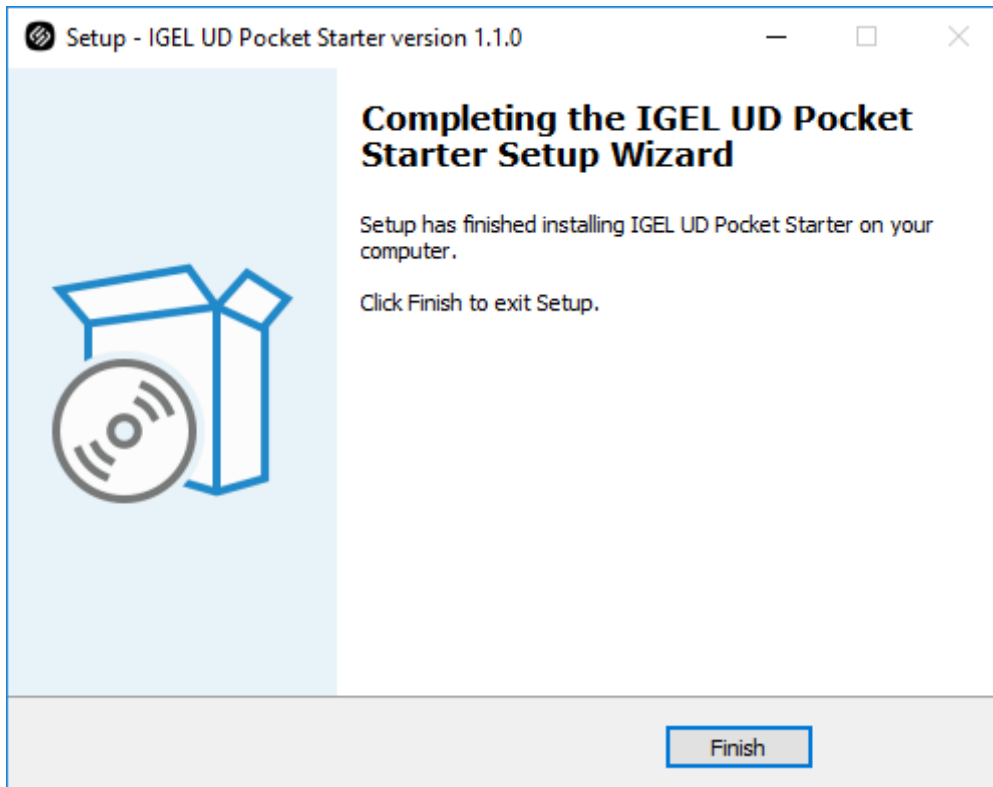 Setup - IGEL UD Pocket Starter version 1.1.0
Completing the IGEL UD Pocket
Starter Setup Wizard
Setup has finished installing IGEL UD Pocket Starter on your
computer.
Click Finish to exit Setup.
Finish